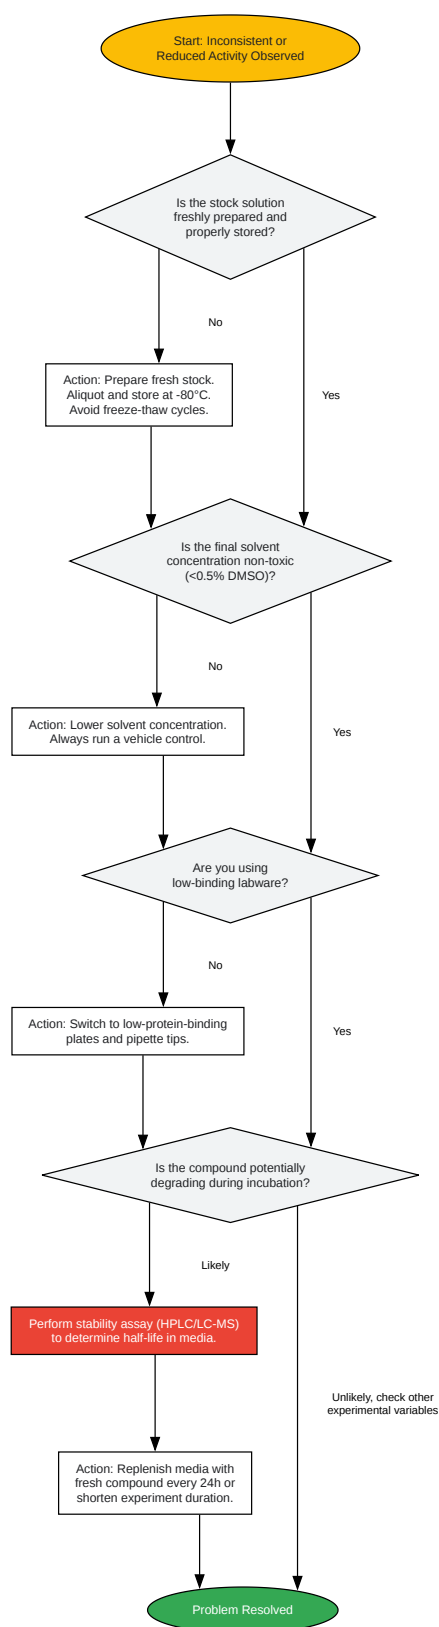 Start: Inconsistent or
Reduced Activity Observed
Is the stock solution
freshly prepared and
properly stored?
No
Action: Prepare fresh stock.
Aliquot and store at -80°C.
Avoid freeze-thaw cycles.
Yes
Is the final solvent
concentration non-toxic
(<0.5% DMSO)?
No
Action: Lower solvent concentration.
Always run a vehicle control.
Yes
Are you using
low-binding labware?
No
Action: Switch to low-protein-binding
plates and pipette tips.
Yes
Is the compound potentially
degrading during incubation?
Likely
Perform stability assay (HPLC/LC-MS)
to determine half-life in media.
Unlikely, check other
experimental variables
Action: Replenish media with
fresh compound every 24h or
shorten experiment duration.
Problem Resolved